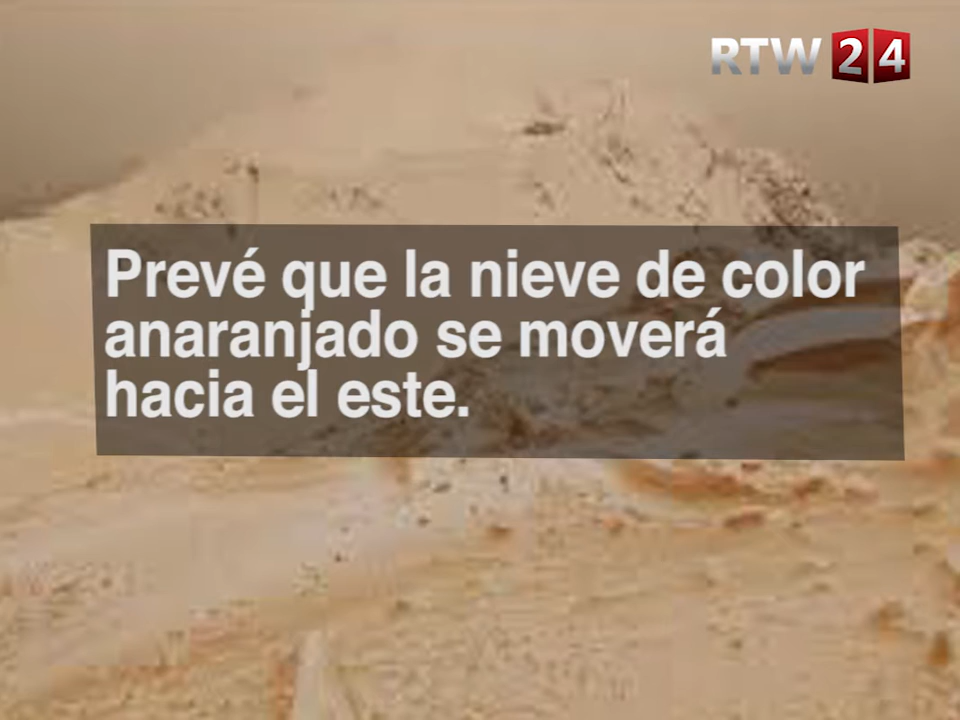 RTW 24
Prevé que la nieve de color
anaranjado se moverá
hacia el este.